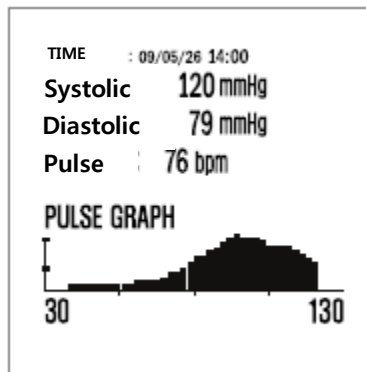 TIME : 09/05/26 14:00
Systolic 120 mmHg
Diastolic 79 mmHg
Pulse : 76 bpm
PULSE GRAPH
30 130